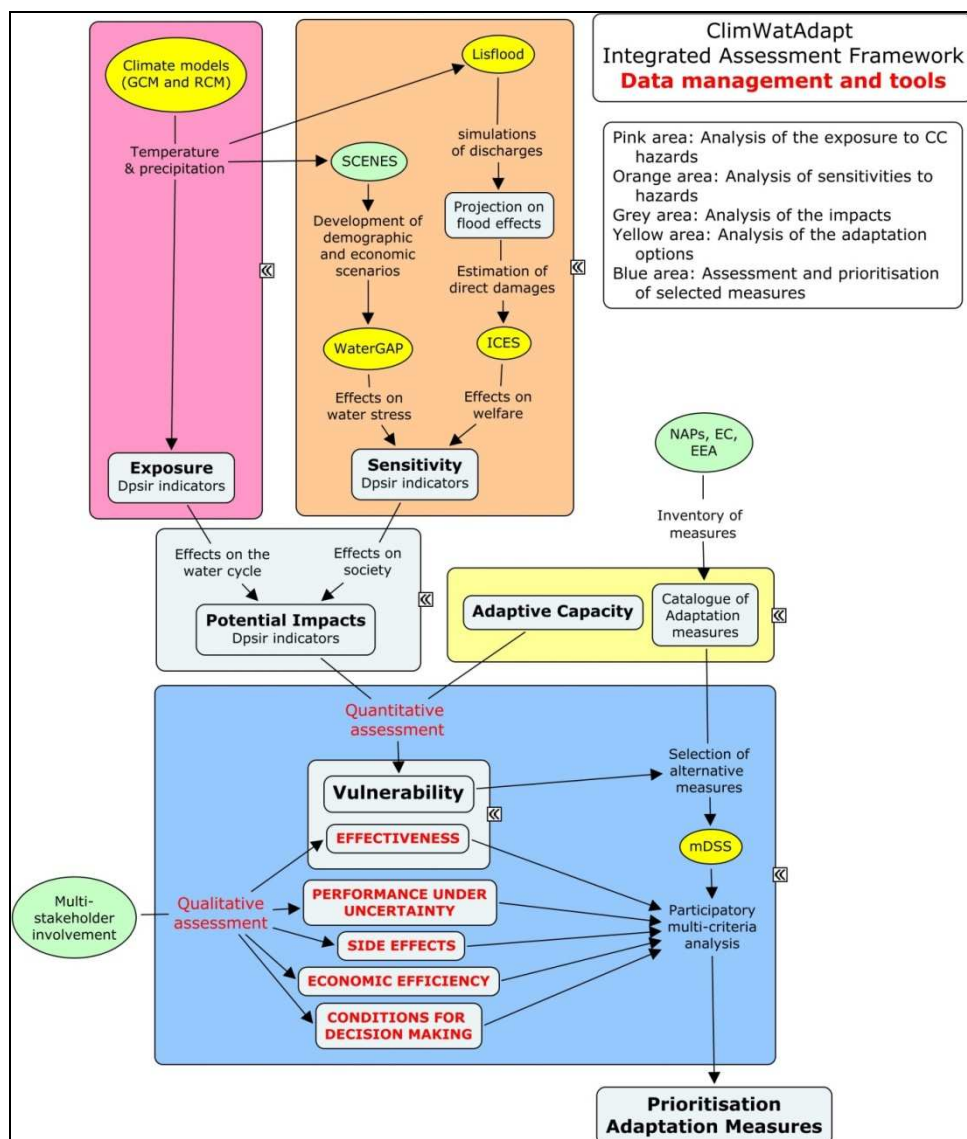 ClimWatAdapt
Integrated Assessment Framework
Data management and tools
Pink area: Analysis of the exposure to CC
hazards
Orange area: Analysis of sensitivities to
hazards
Grey area: Analysis of the impacts
Yellow area: Analysis of the adaptation
options
Blue area: Assessment and prioritisation
of selected measures
Climate models
(GCM and RCM)
Temperature
& precipitation
Exposure
Dpsir indicators
Lisflood
simulations
of discharges
SCENES
Projection on
flood effects
Development of
demographic
and economic
scenarios
Estimation of
direct damages
WaterGAP
ICES
Effects on
water stress
Effects on
welfare
Sensitivity
Dpsir indicators
NAPs, EC,
EEA
Inventory of
measures
Effects on the
water cycle
Effects on
society
Potential Impacts
Dpsir indicators
Adaptive Capacity
Catalogue of
Adaptation
measures
Quantitative
assessment
Vulnerability
EFFECTIVENESS
Selection of
alternative
measures
mDSS
Multi-
stakeholder
involvement
Qualitative
assessment
PERFORMANCE UNDER
UNCERTAINTY
SIDE EFFECTS
ECONOMIC EFFICIENCY
CONDITIONS FOR
DECISION MAKING
Participatory
multi-criteria
analysis
Prioritisation
Adaptation Measures